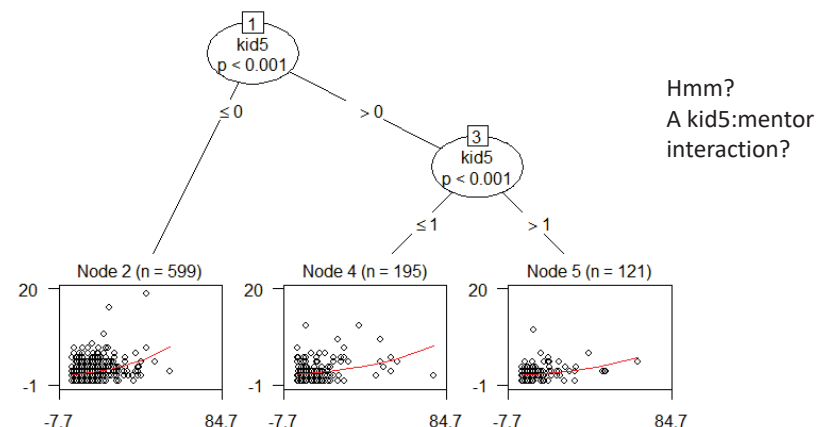 1
kid5
p < 0.001
≤ 0
> 0
Hmm?
A kid5:mentor
interaction?
3
kid5
p < 0.001
≤ 1
> 1
Node 2 (n = 599)
Node 4 (n = 195)
Node 5 (n = 121)
20
-1
-7.7
84.7
20
-1
-7.7
84.7
20
-1
-7.7
84.7